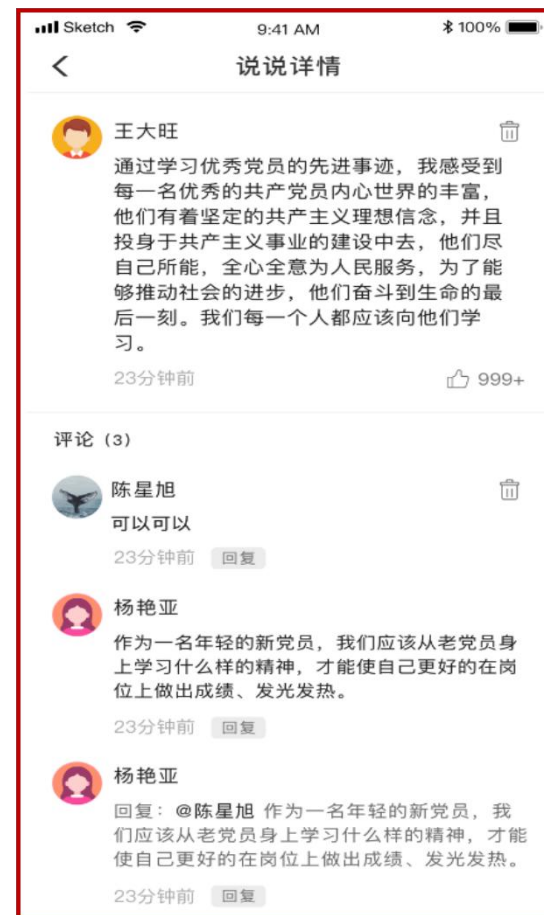 Sketch 9:41 AM 100%
说说详情
王大旺
通过学习优秀党员的先进事迹，我感受到
每一名优秀的共产党员内心世界的丰富，
他们有着坚定的共产主义理想信念，并且
投身于共产主义事业的建设中去，他们尽
自己所能，全心全意为人民服务，为了能
够推动社会的进步，他们奋斗到生命的最
后一刻。我们每一个人都应该向他们学
习。
23分钟前 999+
评论（3）
陈星旭
可以可以
23分钟前 回复
杨艳亚
作为一名年轻的新党员，我们应该从老党员身
上学习什么样的精神，才能使自己更好的在岗
位上做出成绩、发光发热。
23分钟前 回复
杨艳亚
回复：@陈星旭 作为一名年轻的新党员，我
们应该从老党员身上学习什么样的精神，才能
使自己更好的在岗位上做出成绩、发光发热。
23分钟前 回复